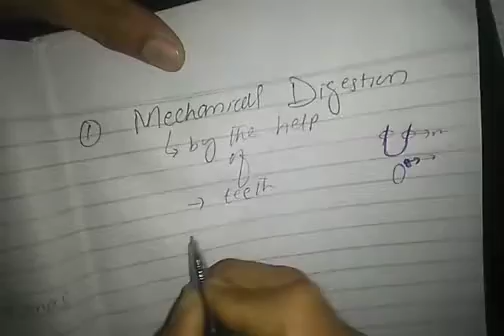 ① Mechanical Digestion
↳ by the help
of
→ teeth